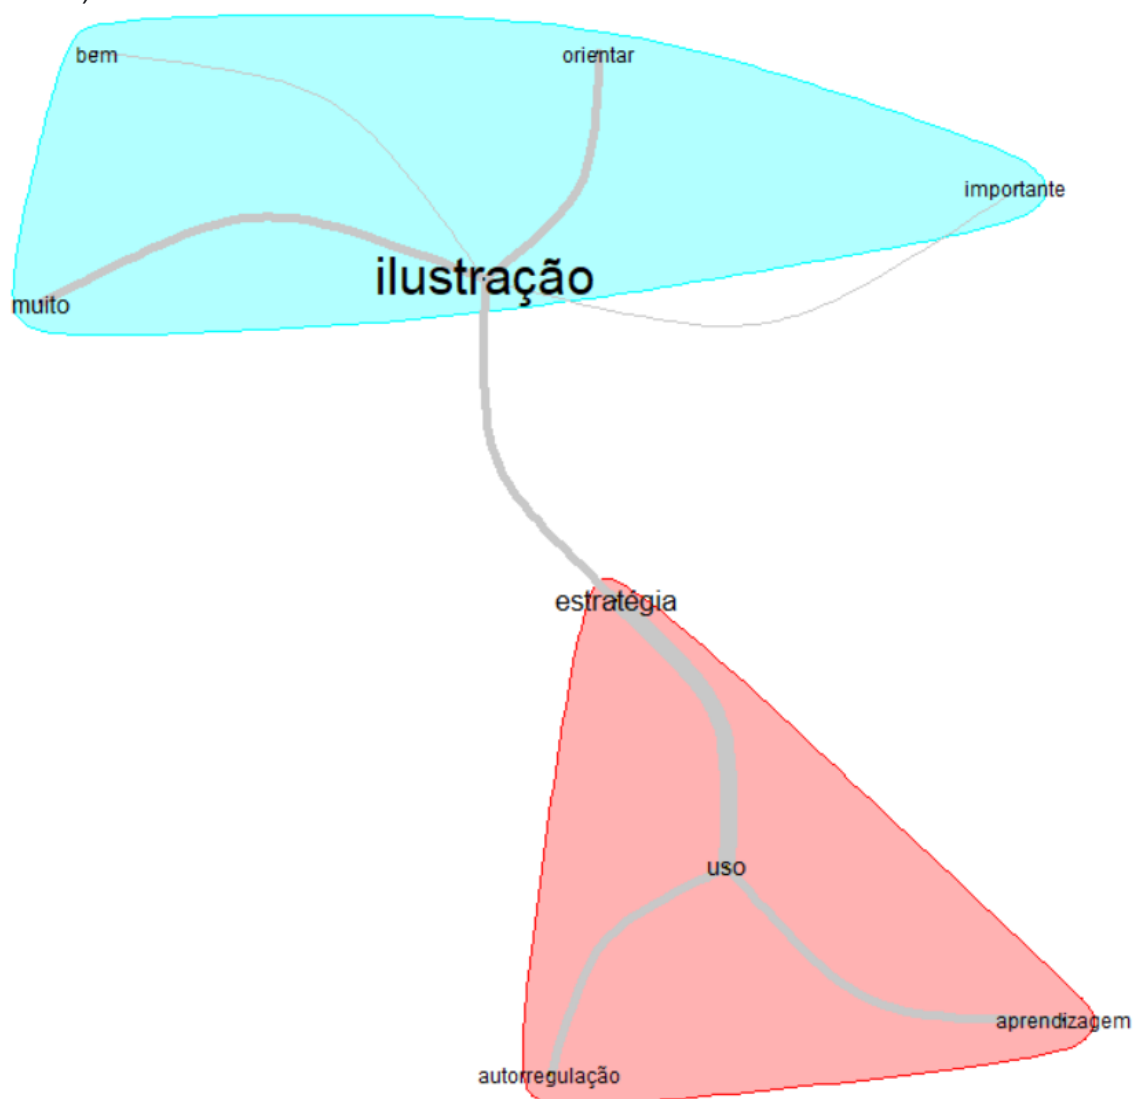 bem
orientar
importante
ilustração
muito
estratégia
uso
aprendizagem
autorregulação